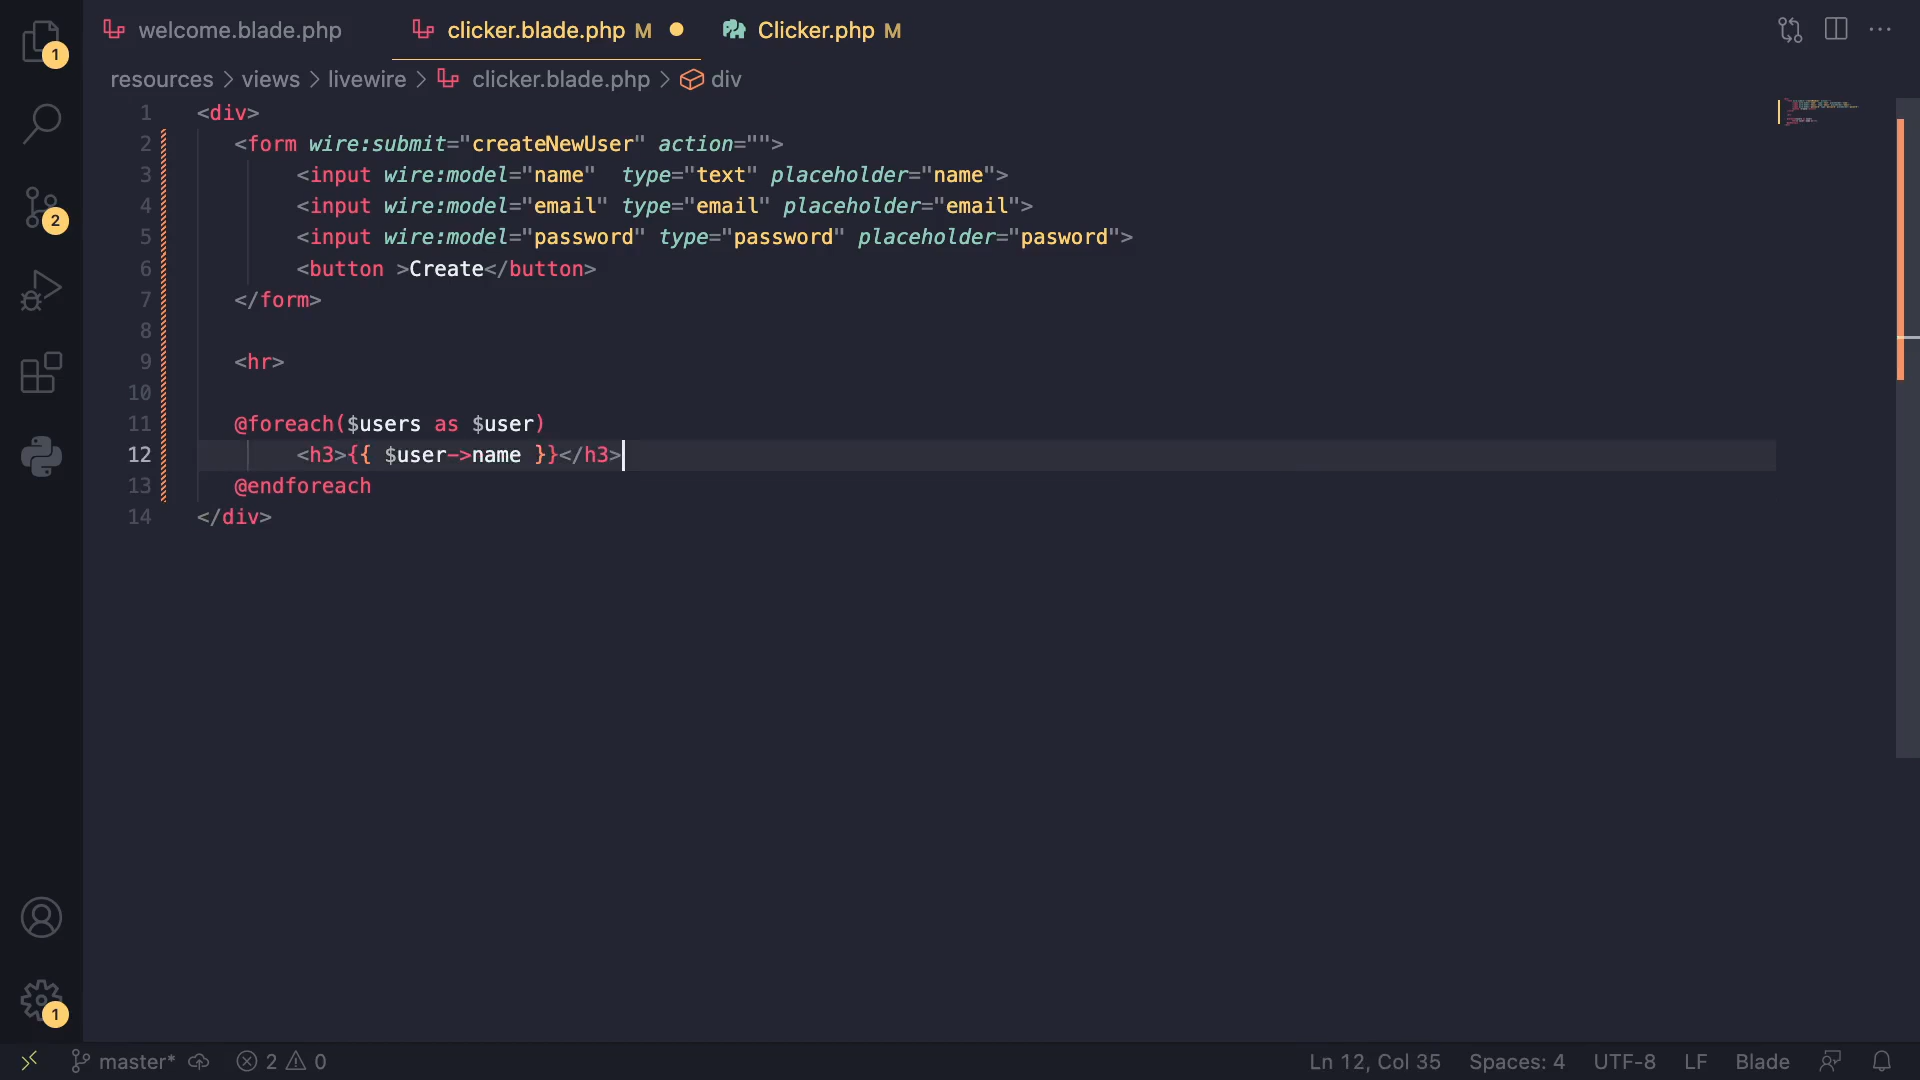 welcome.blade.php
clicker.blade.php M
Clicker.php M
resources > views > livewire > clicker.blade.php > div
1 <div>
2 <form wire:submit="createNewUser" action="">
3 <input wire:model="name"  type="text" placeholder="name">
4 <input wire:model="email" type="email" placeholder="email">
5 <input wire:model="password" type="password" placeholder="pasword">
6 <button >Create</button>
7 </form>
8
9 <hr>
10
11 @foreach($users as $user)
12 <h3>{{ $user->name }}</h3>
13 @endforeach
14 </div>
1
2
1
master* 2 0 Ln 12, Col 35 Spaces: 4 UTF-8 LF Blade